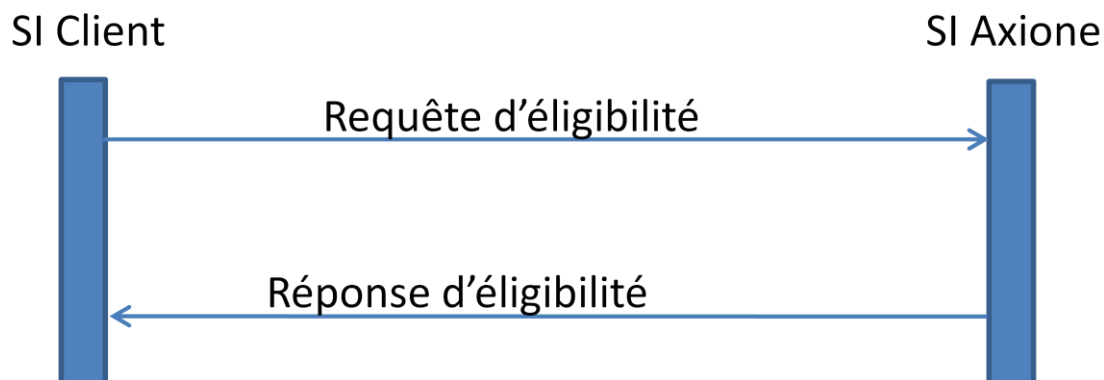 SI Client
SI Axione
Requête d’éligibilité
Réponse d’éligibilité